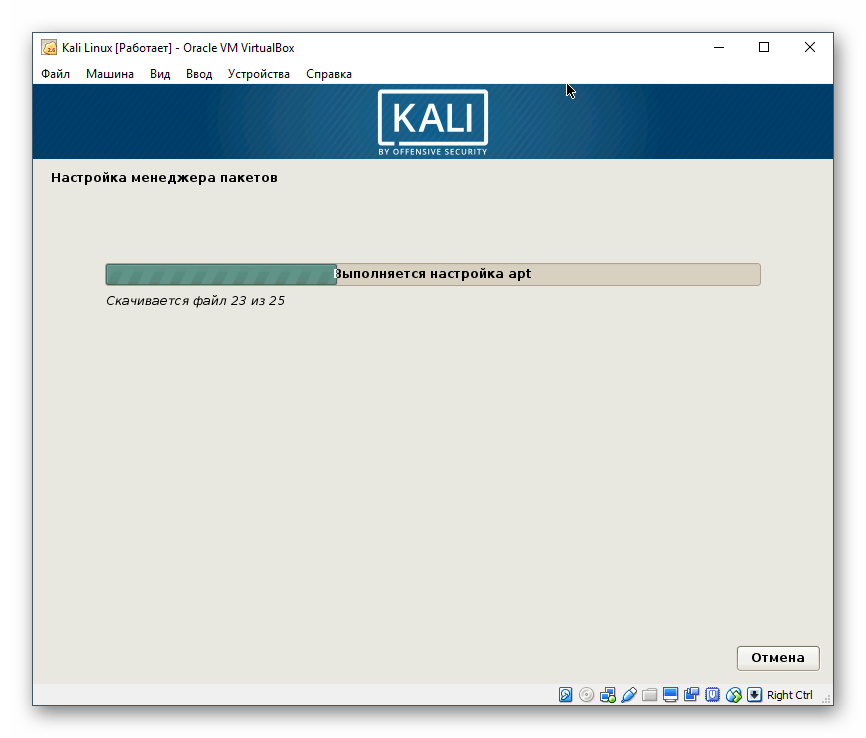 Kali Linux [Работает] - Oracle VM VirtualBox
Файл Машина Вид Ввод Устройства Справка
KALI
BY OFFENSIVE SECURITY
Настройка менеджера пакетов
Выполняется настройка apt
Скачивается файл 23 из 25
Отмена
Right Ctrl